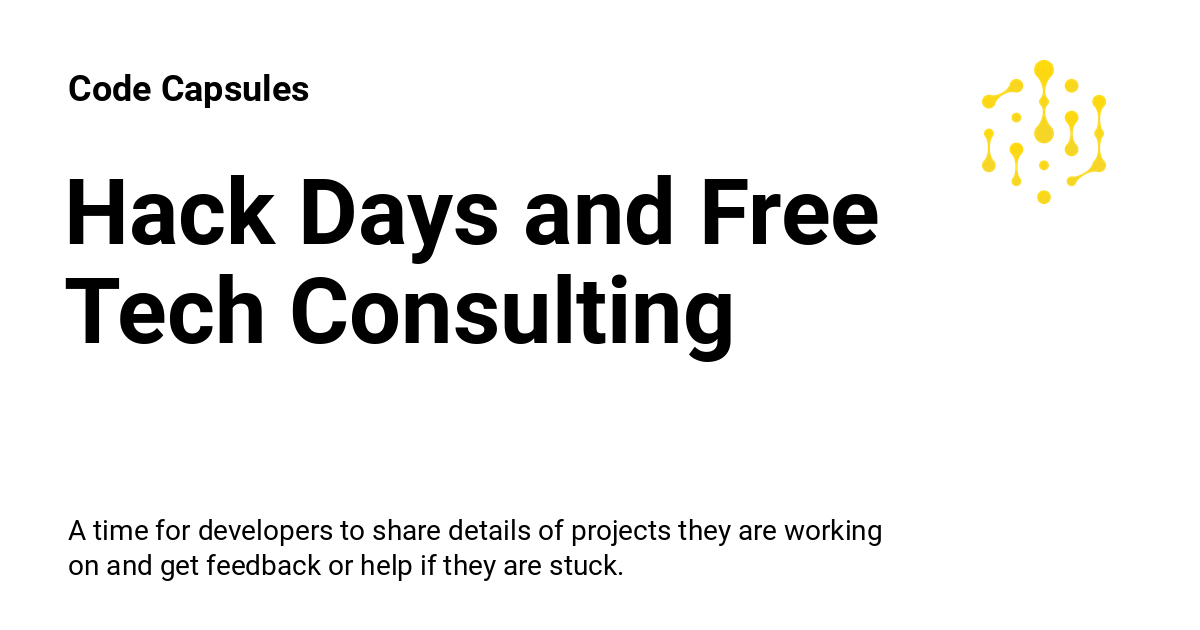 Code Capsules
Hack Days and Free
Tech Consulting
A time for developers to share details of projects they are working
on and get feedback or help if they are stuck.